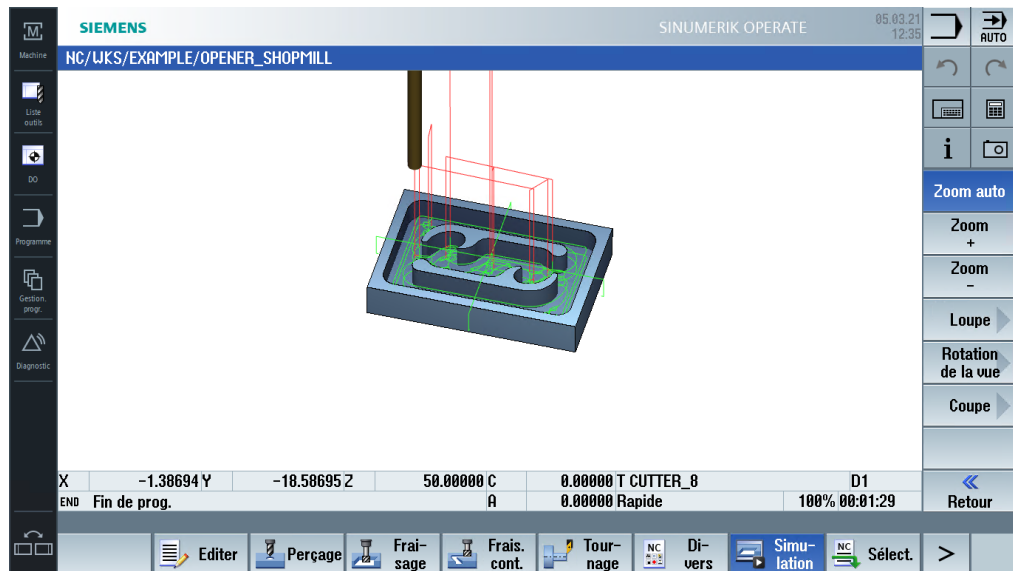 SIEMENS
SINUMERIK OPERATE
05.03.21
12:35
M
Machine
AUTO
NC/WKS/EXAMPLE/OPENER_SHOPMILL
Liste
outils
DO
Programme
Gestion.
progr.
Diagnostic
i
Zoom auto
Zoom
+
Zoom
-
Loupe
Rotation
de la vue
Coupe
X -1.38694 Y -18.58695 Z 50.00000 C 0.00000 T CUTTER_8 D1
END Fin de prog. A 0.00000 Rapide 100% 00:01:29
«
Retour
Editer
Perçage
Frai-
sage
Frais.
cont.
Tour-
nage
NC
Di-
vers
Simu-
lation
NC
Sélect.
>